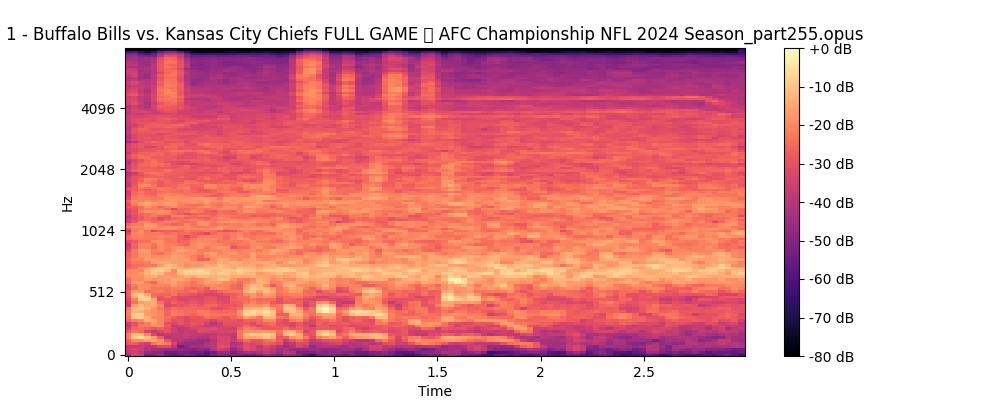 1 - Buffalo Bills vs. Kansas City Chiefs FULL GAME ▯ AFC Championship NFL 2024 Season_part255.opus
+0 dB
-10 dB
-20 dB
-30 dB
-40 dB
-50 dB
-60 dB
-70 dB
-80 dB
4096
2048
1024
512
0
Hz
0
0.5
1
1.5
2
2.5
Time